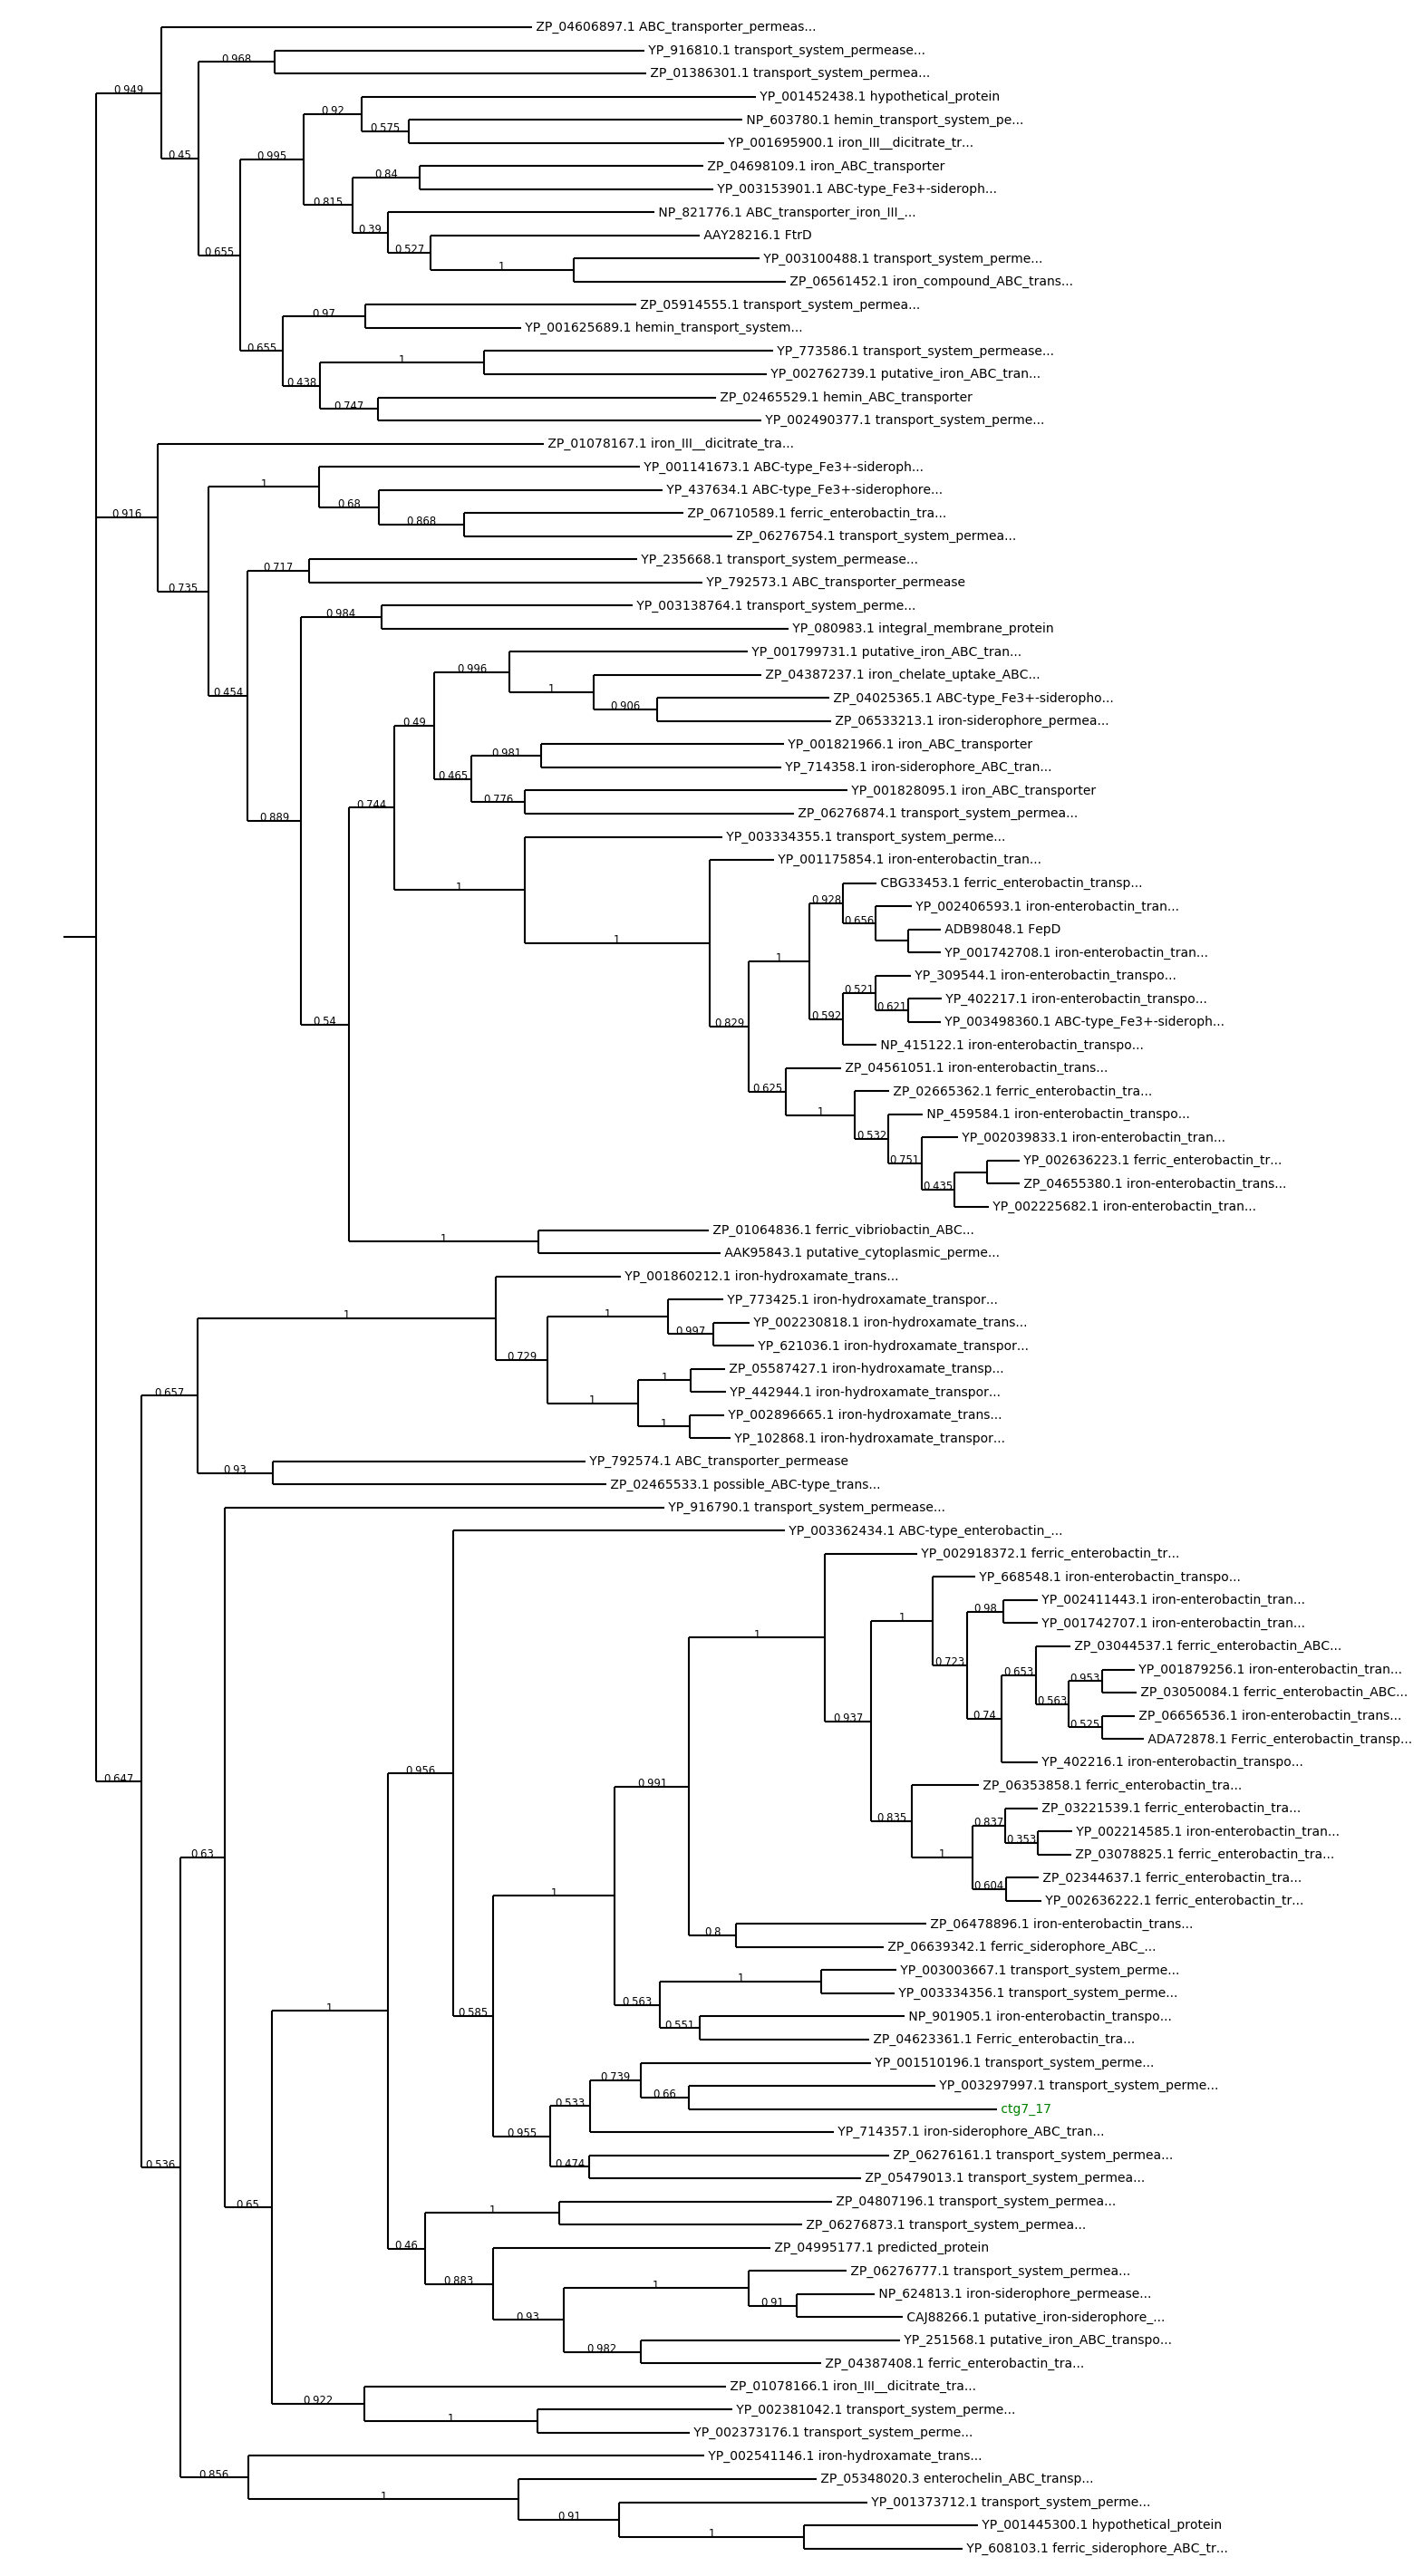 ZP_04606897.1 ABC_transporter_permeas...
YP_916810.1 transport_system_permease...
0.968
ZP_01386301.1 transport_system_permea...
0.949
YP_001452438.1 hypothetical_protein
0.92
NP_603780.1 hemin_transport_system_pe...
0.575
YP_001695900.1 iron_III__dicitrate_tr...
0.45
0.995
ZP_04698109.1 iron_ABC_transporter
0.84
YP_003153901.1 ABC-type_Fe3+-sideroph...
0.815
NP_821776.1 ABC_transporter_iron_III_...
0.39
AAY28216.1 FtrD
0.527
0.655
YP_003100488.1 transport_system_perme...
1
ZP_06561452.1 iron_compound_ABC_trans...
ZP_05914555.1 transport_system_permea...
0.97
YP_001625689.1 hemin_transport_system...
0.655
YP_773586.1 transport_system_permease...
1
YP_002762739.1 putative_iron_ABC_tran...
0.438
ZP_02465529.1 hemin_ABC_transporter
0.747
YP_002490377.1 transport_system_perme...
ZP_01078167.1 iron_III__dicitrate_tra...
YP_001141673.1 ABC-type_Fe3+-sideroph...
1
YP_437634.1 ABC-type_Fe3+-siderophore...
0.68
ZP_06710589.1 ferric_enterobactin_tra...
0.916
0.868
ZP_06276754.1 transport_system_permea...
YP_235668.1 transport_system_permease...
0.717
YP_792573.1 ABC_transporter_permease
0.735
YP_003138764.1 transport_system_perme...
0.984
YP_080983.1 integral_membrane_protein
YP_001799731.1 putative_iron_ABC_tran...
0.996
ZP_04387237.1 iron_chelate_uptake_ABC...
1
0.454
ZP_04025365.1 ABC-type_Fe3+-sideropho...
0.906
ZP_06533213.1 iron-siderophore_permea...
0.49
YP_001821966.1 iron_ABC_transporter
0.981
YP_714358.1 iron-siderophore_ABC_tran...
0.465
YP_001828095.1 iron_ABC_transporter
0.776
0.744
ZP_06276874.1 transport_system_permea...
0.889
YP_003334355.1 transport_system_perme...
YP_001175854.1 iron-enterobactin_tran...
CBG33453.1 ferric_enterobactin_transp...
1
0.928
YP_002406593.1 iron-enterobactin_tran...
0.656
ADB98048.1 FepD
1
YP_001742708.1 iron-enterobactin_tran...
1
YP_309544.1 iron-enterobactin_transpo...
0.521
YP_402217.1 iron-enterobactin_transpo...
0.621
0.592
YP_003498360.1 ABC-type_Fe3+-sideroph...
0.54
0.829
NP_415122.1 iron-enterobactin_transpo...
ZP_04561051.1 iron-enterobactin_trans...
0.625
ZP_02665362.1 ferric_enterobactin_tra...
1
NP_459584.1 iron-enterobactin_transpo...
0.532
YP_002039833.1 iron-enterobactin_tran...
0.751
YP_002636223.1 ferric_enterobactin_tr...
ZP_04655380.1 iron-enterobactin_trans...
0.435
YP_002225682.1 iron-enterobactin_tran...
ZP_01064836.1 ferric_vibriobactin_ABC...
1
AAK95843.1 putative_cytoplasmic_perme...
YP_001860212.1 iron-hydroxamate_trans...
YP_773425.1 iron-hydroxamate_transpor...
1
1
YP_002230818.1 iron-hydroxamate_trans...
0.997
YP_621036.1 iron-hydroxamate_transpor...
0.729
ZP_05587427.1 iron-hydroxamate_transp...
1
YP_442944.1 iron-hydroxamate_transpor...
0.657
1
YP_002896665.1 iron-hydroxamate_trans...
1
YP_102868.1 iron-hydroxamate_transpor...
YP_792574.1 ABC_transporter_permease
0.93
ZP_02465533.1 possible_ABC-type_trans...
YP_916790.1 transport_system_permease...
YP_003362434.1 ABC-type_enterobactin_...
YP_002918372.1 ferric_enterobactin_tr...
YP_668548.1 iron-enterobactin_transpo...
YP_002411443.1 iron-enterobactin_tran...
0.98
1
YP_001742707.1 iron-enterobactin_tran...
1
ZP_03044537.1 ferric_enterobactin_ABC...
0.723
YP_001879256.1 iron-enterobactin_tran...
0.653
0.953
ZP_03050084.1 ferric_enterobactin_ABC...
0.563
ZP_06656536.1 iron-enterobactin_trans...
0.937
0.74
0.525
ADA72878.1 Ferric_enterobactin_transp...
YP_402216.1 iron-enterobactin_transpo...
0.956
0.647
0.991
ZP_06353858.1 ferric_enterobactin_tra...
ZP_03221539.1 ferric_enterobactin_tra...
0.835
0.837
YP_002214585.1 iron-enterobactin_tran...
0.353
ZP_03078825.1 ferric_enterobactin_tra...
0.63
1
ZP_02344637.1 ferric_enterobactin_tra...
0.604
YP_002636222.1 ferric_enterobactin_tr...
1
ZP_06478896.1 iron-enterobactin_trans...
0.8
ZP_06639342.1 ferric_siderophore_ABC_...
YP_003003667.1 transport_system_perme...
1
YP_003334356.1 transport_system_perme...
0.563
1
0.585
NP_901905.1 iron-enterobactin_transpo...
0.551
ZP_04623361.1 Ferric_enterobactin_tra...
YP_001510196.1 transport_system_perme...
0.739
YP_003297997.1 transport_system_perme...
0.66
0.533
ctg7_17
YP_714357.1 iron-siderophore_ABC_tran...
0.955
ZP_06276161.1 transport_system_permea...
0.536
0.474
ZP_05479013.1 transport_system_permea...
ZP_04807196.1 transport_system_permea...
0.65
1
ZP_06276873.1 transport_system_permea...
0.46
ZP_04995177.1 predicted_protein
ZP_06276777.1 transport_system_permea...
0.883
1
NP_624813.1 iron-siderophore_permease...
0.91
CAJ88266.1 putative_iron-siderophore_...
0.93
YP_251568.1 putative_iron_ABC_transpo...
0.982
ZP_04387408.1 ferric_enterobactin_tra...
ZP_01078166.1 iron_III__dicitrate_tra...
0.922
YP_002381042.1 transport_system_perme...
1
YP_002373176.1 transport_system_perme...
YP_002541146.1 iron-hydroxamate_trans...
0.856
ZP_05348020.3 enterochelin_ABC_transp...
1
YP_001373712.1 transport_system_perme...
0.91
YP_001445300.1 hypothetical_protein
1
YP_608103.1 ferric_siderophore_ABC_tr...